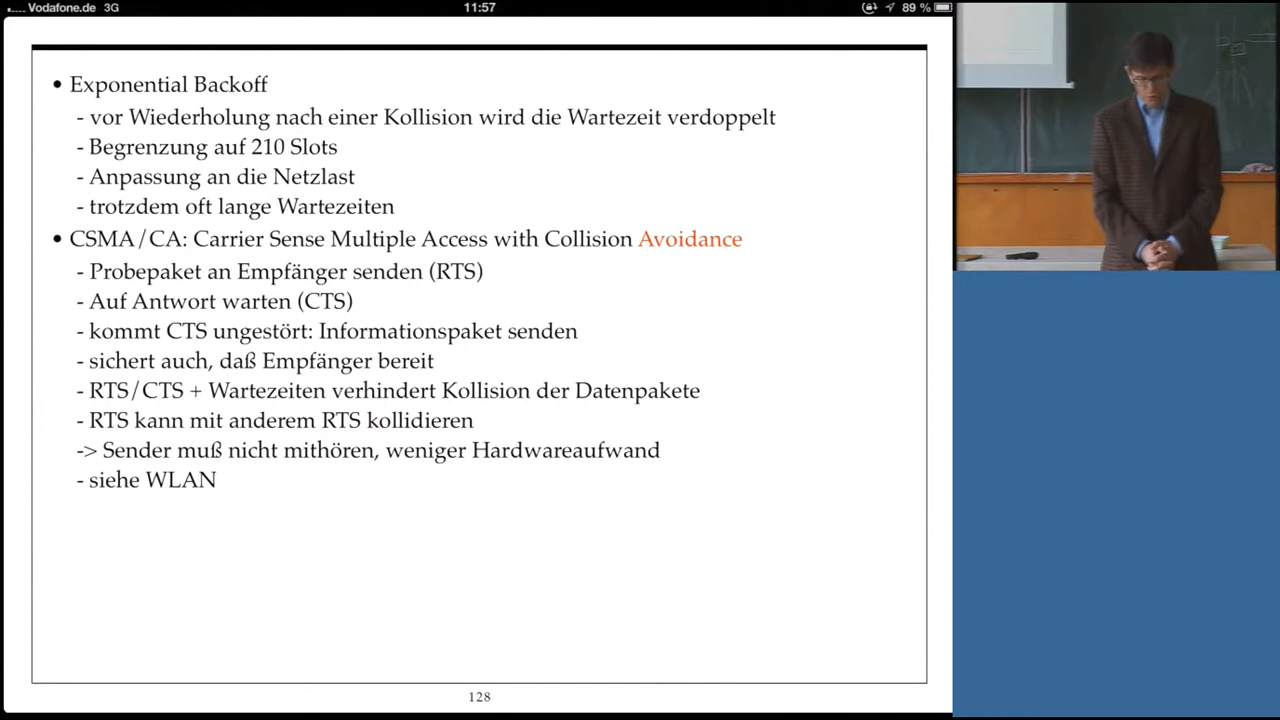 Vodafone.de 3G 11:57 89 %
• Exponential Backoff
- vor Wiederholung nach einer Kollision wird die Wartezeit verdoppelt
- Begrenzung auf 210 Slots
- Anpassung an die Netzlast
- trotzdem oft lange Wartezeiten
• CSMA/CA: Carrier Sense Multiple Access with Collision Avoidance
- Probepaket an Empfänger senden (RTS)
- Auf Antwort warten (CTS)
- kommt CTS ungestört: Informationspaket senden
- sichert auch, daß Empfänger bereit
- RTS/CTS + Wartezeiten verhindert Kollision der Datenpakete
- RTS kann mit anderem RTS kollidieren
-> Sender muß nicht mithören, weniger Hardwareaufwand
- siehe WLAN
128